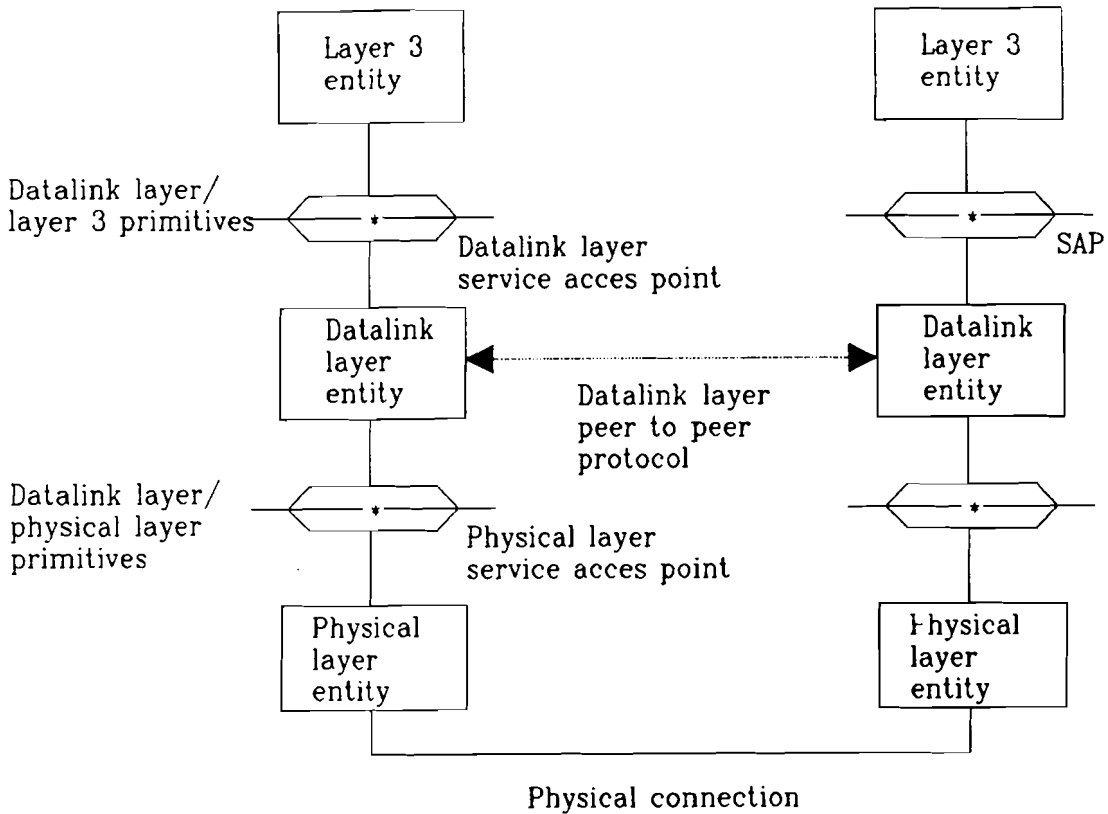 Layer 3
entity
Layer 3
entity
Datalink layer/
layer 3 primitives
Datalink layer
service acces point
SAP
Datalink
layer
entity
Datalink
layer
entity
Datalink layer
peer to peer
protocol
Datalink layer/
physical layer
primitives
Physical layer
service acces point
Physical
layer
entity
Physical
layer
entity
Physical connection